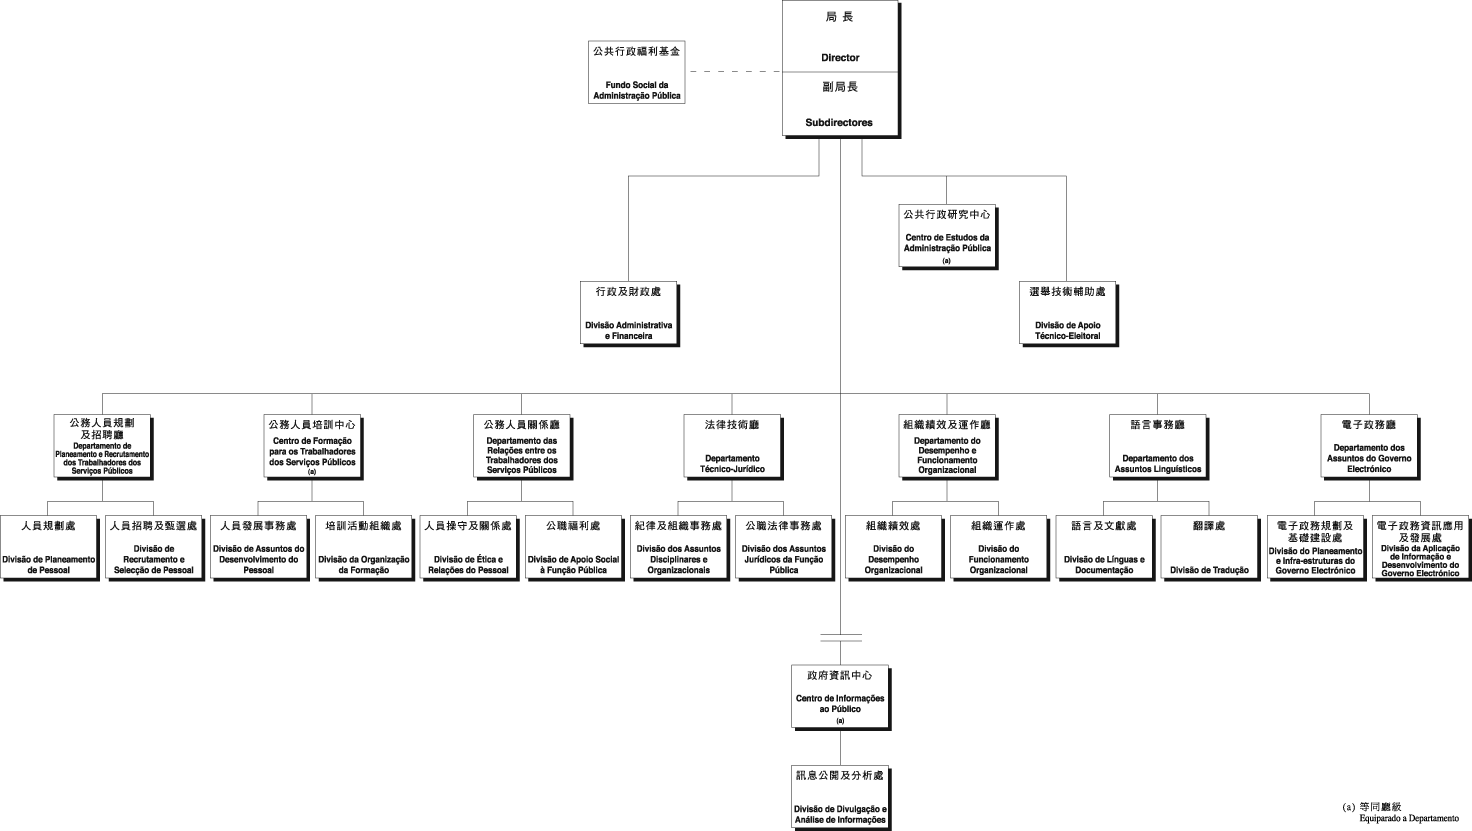 局 長
Director
副局長
Subdirectores
公共行政福利基金
Fundo Social da
Administração Pública
公共行政研究中心
Centro de Estudos da
Administração Pública
(a)
行政及財政處
Divisão Administrativa
e Financeira
選舉技術輔助處
Divisão de Apoio
Técnico-Eleitoral
公務人員規劃
及招聘廳
Departamento de
Planeamento e Recrutamento
dos Trabalhadores dos
Serviços Públicos
公務人員培訓中心
Centro de Formação
para os Trabalhadores
dos Serviços Públicos
(a)
公務人員關係廳
Departamento das
Relações entre os
Trabalhadores dos
Serviços Públicos
法律技術廳
Departamento
Técnico-Jurídico
組織績效及運作廳
Departamento do
Desempenho e
Funcionamento
Organizacional
語言事務廳
Departamento dos
Assuntos Linguísticos
電子政務廳
Departamento dos
Assuntos do Governo
Electrónico
人員規劃處
Divisão de Planeamento
de Pessoal
人員招聘及甄選處
Divisão de
Recrutamento e
Selecção de Pessoal
人員發展事務處
Divisão de Assuntos do
Desenvolvimento do
Pessoal
培訓活動組織處
Divisão da Organização
da Formação
人員操守及關係處
Divisão de Ética e
Relações do Pessoal
公職福利處
Divisão de Apoio Social
à Função Pública
紀律及組織事務處
Divisão dos Assuntos
Disciplinares e
Organizacionais
公職法律事務處
Divisão dos Assuntos
Jurídicos da Função
Pública
組織績效處
Divisão do
Desempenho
Organizacional
組織運作處
Divisão do
Funcionamento
Organizacional
語言及文獻處
Divisão de Línguas e
Documentação
翻譯處
Divisão de Tradução
電子政務規劃及
基礎建設處
Divisão do Planeamento
e Infra-estruturas do
Governo Electrónico
電子政務資訊應用
及發展處
Divisão da Aplicação
de Informação e
Desenvolvimento do
Governo Electrónico
政府資訊中心
Centro de Informações
ao Público
(a)
訊息公開及分析處
Divisão de Divulgação e
Análise de Informações
(a) 等同廳級
Equiparado a Departamento